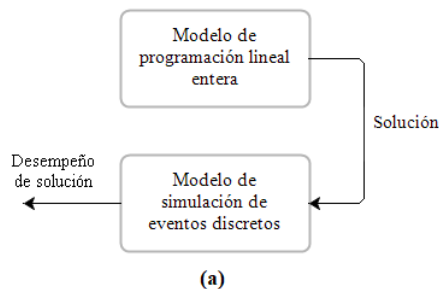 Modelo de
programación lineal
entera
Solución
Desempeño
de solución
Modelo de
simulación de
eventos discretos
(a)